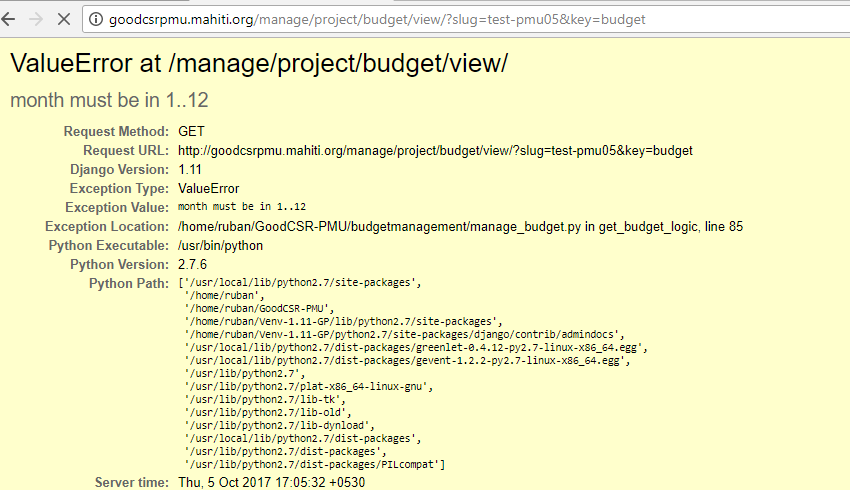 goodcsrpmu.mahiti.org/manage/project/budget/view/?slug=test-pmu05&key=budget
ValueError at /manage/project/budget/view/
month must be in 1..12
Request Method: GET
Request URL: http://goodcsrpmu.mahiti.org/manage/project/budget/view/?slug=test-pmu05&key=budget
Django Version: 1.11
Exception Type: ValueError
Exception Value: month must be in 1..12
Exception Location: /home/ruban/GoodCSR-PMU/budgetmanagement/manage_budget.py in get_budget_logic, line 85
Python Executable: /usr/bin/python
Python Version: 2.7.6
Python Path: ['/usr/local/lib/python2.7/site-packages',
'/home/ruban',
'/home/ruban/GoodCSR-PMU',
'/home/ruban/Venv-1.11-GP/lib/python2.7/site-packages',
'/home/ruban/Venv-1.11-GP/python2.7/site-packages/django/contrib/admindocs',
'/usr/local/lib/python2.7/dist-packages/greenlet-0.4.12-py2.7-linux-x86_64.egg',
'/usr/local/lib/python2.7/dist-packages/gevent-1.2.2-py2.7-linux-x86_64.egg',
'/usr/lib/python2.7',
'/usr/lib/python2.7/plat-x86_64-linux-gnu',
'/usr/lib/python2.7/lib-tk',
'/usr/lib/python2.7/lib-old',
'/usr/lib/python2.7/lib-dynload',
'/usr/local/lib/python2.7/dist-packages',
'/usr/lib/python2.7/dist-packages',
'/usr/lib/python2.7/dist-packages/PILcompat']
Server time: Thu, 5 Oct 2017 17:05:32 +0530